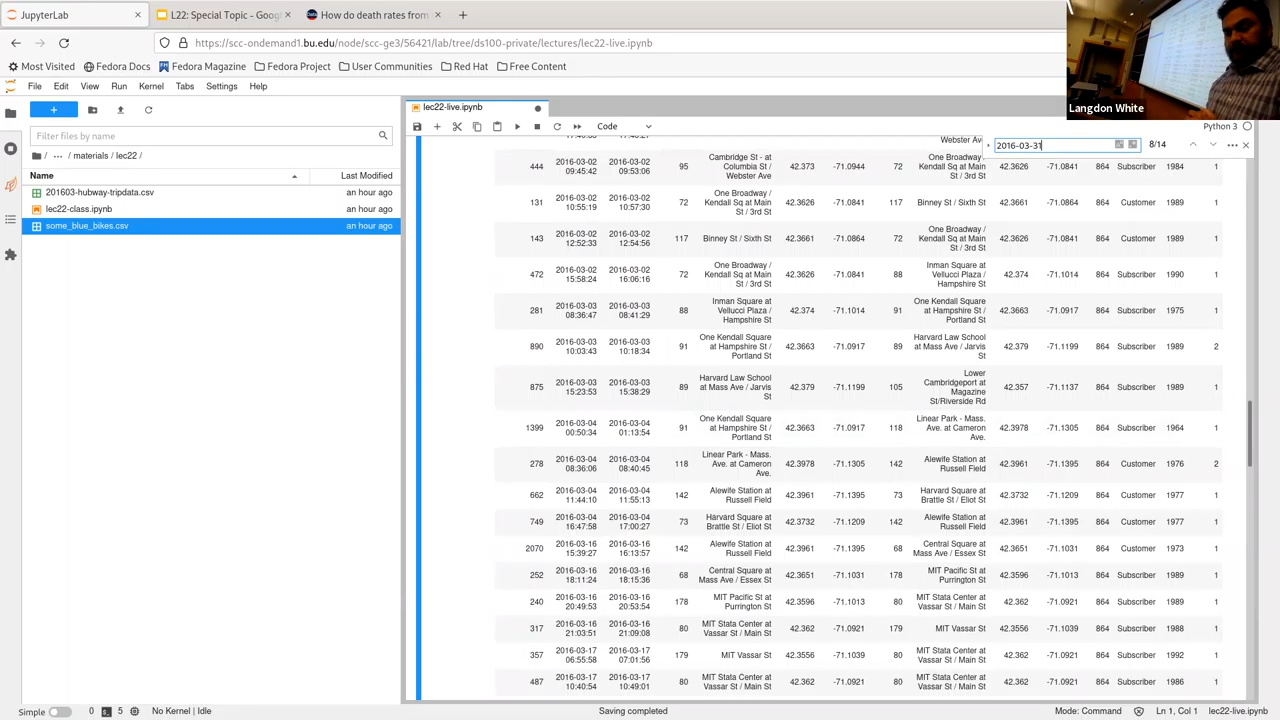 JupyterLab
L22: Special Topic - Goog
How do death rates from
https://scc-ondemand1.bu.edu/node/scc-ge3/56421/lab/tree/ds100-private/lectures/lec22-live.ipynb
Most Visited
Fedora Docs
Fedora Magazine
Fedora Project
User Communities
Red Hat
Free Content
Langdon White
File Edit View Run Kernel Tabs Settings Help
lec22-live.ipynb
Filter files by name
Code
Python 3
2016-03-31
8/14
/ ... / materials / lec22 /
Name Last Modified
201603-hubway-tripdata.csv an hour ago
lec22-class.ipynb an hour ago
some_blue_bikes.csv an hour ago
Webster Av
444 2016-03-02 09:45:42 2016-03-02 09:53:06 95 Cambridge St - at Columbia St / Webster Ave 42.373 -71.0944 72 One Broadway / Kendall Sq at Main St / 3rd St 42.3626 -71.0841 864 Subscriber 1984 1
131 2016-03-02 10:55:19 2016-03-02 10:57:30 72 One Broadway / Kendall Sq at Main St / 3rd St 42.3626 -71.0841 117 Binney St / Sixth St 42.3661 -71.0864 864 Customer 1989 1
143 2016-03-02 12:52:33 2016-03-02 12:54:56 117 Binney St / Sixth St 42.3661 -71.0864 72 One Broadway / Kendall Sq at Main St / 3rd St 42.3626 -71.0841 864 Customer 1989 1
472 2016-03-02 15:58:24 2016-03-02 16:06:16 72 One Broadway / Kendall Sq at Main St / 3rd St 42.3626 -71.0841 88 Inman Square at Vellucci Plaza / Hampshire St 42.374 -71.1014 864 Subscriber 1990 1
281 2016-03-03 08:36:47 2016-03-03 08:41:29 88 Inman Square at Vellucci Plaza / Hampshire St 42.374 -71.1014 91 One Kendall Square at Hampshire St / Portland St 42.3663 -71.0917 864 Subscriber 1975 1
890 2016-03-03 10:03:43 2016-03-03 10:18:34 91 One Kendall Square at Hampshire St / Portland St 42.3663 -71.0917 89 Harvard Law School at Mass Ave / Jarvis St 42.379 -71.1199 864 Subscriber 1989 2
875 2016-03-03 15:23:53 2016-03-03 15:38:29 89 Harvard Law School at Mass Ave / Jarvis St 42.379 -71.1199 105 Lower Cambridgeport at Magazine St/Riverside Rd 42.357 -71.1137 864 Subscriber 1989 1
1399 2016-03-04 00:50:34 2016-03-04 01:13:54 91 One Kendall Square at Hampshire St / Portland St 42.3663 -71.0917 118 Linear Park - Mass. Ave. at Cameron Ave. 42.3978 -71.1305 864 Subscriber 1964 1
278 2016-03-04 08:36:06 2016-03-04 08:40:45 118 Linear Park - Mass. Ave. at Cameron Ave. 42.3978 -71.1305 142 Alewife Station at Russell Field 42.3961 -71.1395 864 Customer 1976 2
662 2016-03-04 11:44:10 2016-03-04 11:55:13 142 Alewife Station at Russell Field 42.3961 -71.1395 73 Harvard Square at Brattle St / Eliot St 42.3732 -71.1209 864 Customer 1977 1
749 2016-03-04 16:47:58 2016-03-04 17:00:27 73 Harvard Square at Brattle St / Eliot St 42.3732 -71.1209 142 Alewife Station at Russell Field 42.3961 -71.1395 864 Customer 1977 1
2070 2016-03-16 15:39:27 2016-03-16 16:13:57 142 Alewife Station at Russell Field 42.3961 -71.1395 68 Central Square at Mass Ave / Essex St 42.3651 -71.1031 864 Customer 1973 1
252 2016-03-16 18:11:24 2016-03-16 18:15:36 68 Central Square at Mass Ave / Essex St 42.3651 -71.1031 178 MIT Pacific St at Purrington St 42.3596 -71.1013 864 Subscriber 1989 1
240 2016-03-16 20:49:53 2016-03-16 20:53:54 178 MIT Pacific St at Purrington St 42.3596 -71.1013 80 MIT Stata Center at Vassar St / Main St 42.362 -71.0921 864 Subscriber 1989 1
317 2016-03-16 21:03:51 2016-03-16 21:09:08 80 MIT Stata Center at Vassar St / Main St 42.362 -71.0921 179 MIT Vassar St 42.3556 -71.1039 864 Subscriber 1988 1
357 2016-03-17 06:55:58 2016-03-17 07:01:56 179 MIT Vassar St 42.3556 -71.1039 80 MIT Stata Center at Vassar St / Main St 42.362 -71.0921 864 Subscriber 1992 1
487 2016-03-17 10:40:54 2016-03-17 10:49:01 80 MIT Stata Center at Vassar St / Main St 42.362 -71.0921 80 MIT Stata Center at Vassar St / Main St 42.362 -71.0921 864 Subscriber 1986 1
Simple 0 5 No Kernel | Idle Saving completed Mode: Command Ln 1, Col 1 lec22-live.ipynb